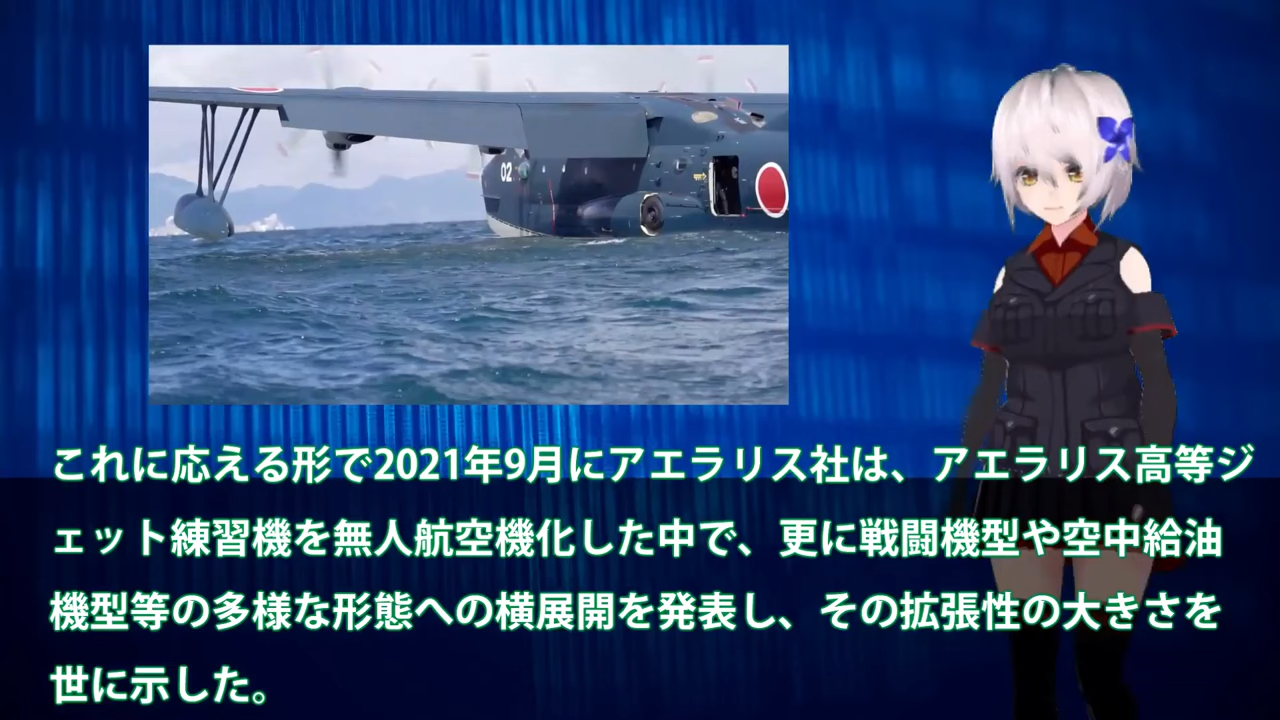 02
これに応える形で2021年9月にアエラリス社は、アエラリス高等ジ
ェット練習機を無人航空機化した中で、更に戦闘機型や空中給油
機型等の多様な形態への横展開を発表し、その拡張性の大きさを
世に示した。